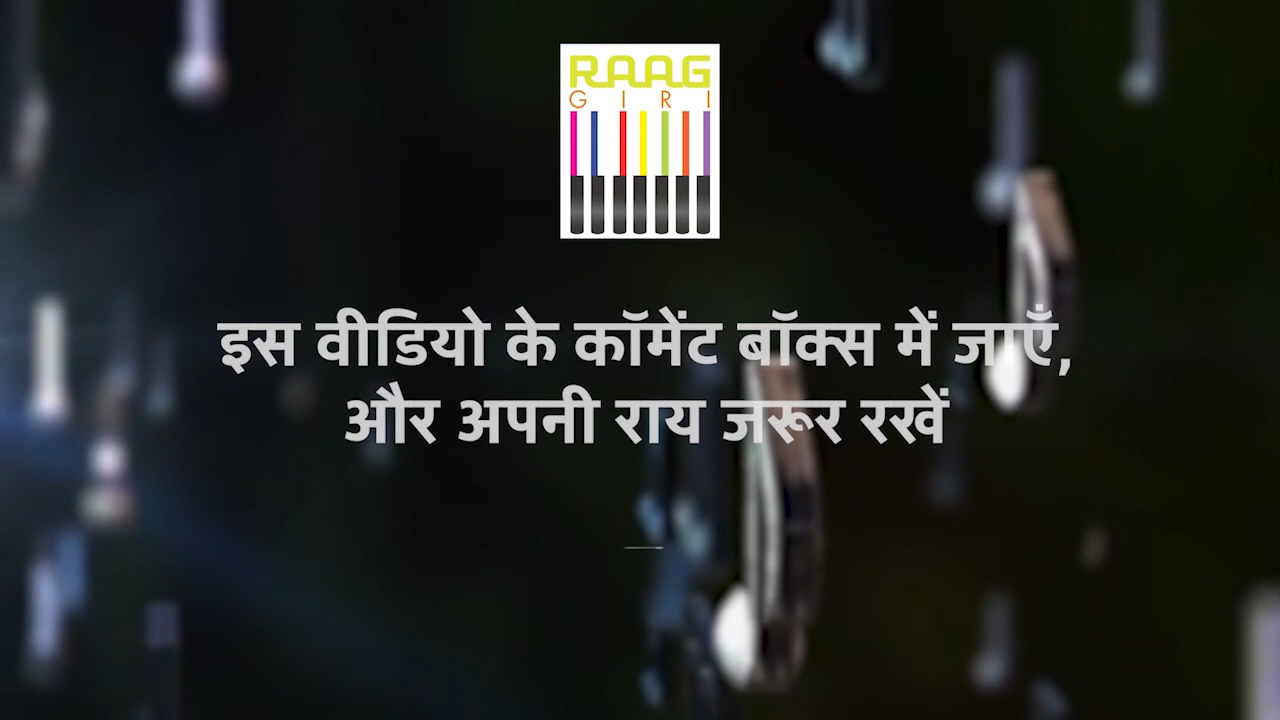 RAAG
GIRI
इस वीडियो के कॉमेंट बॉक्स में जाएँ,
और अपनी राय जरूर रखें